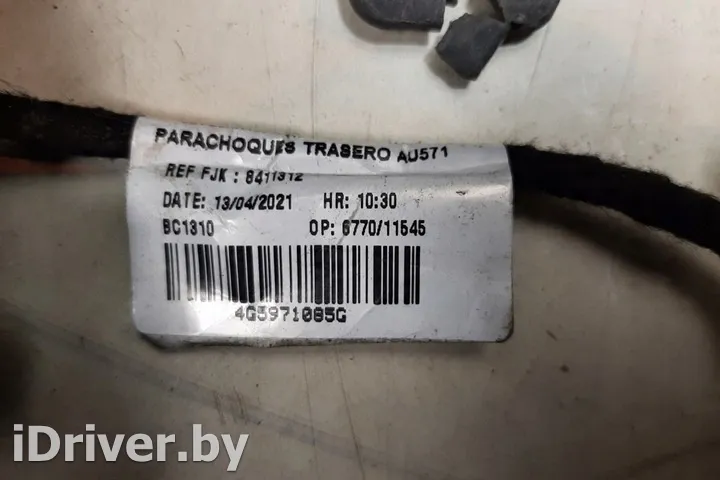 PARACHOQUES TRASERO AU571
REF FJK : 8411312
DATE: 13/04/2021 HR: 10:30
BC1310 OP: 6770/11545
4G5971085G
iDriver.by